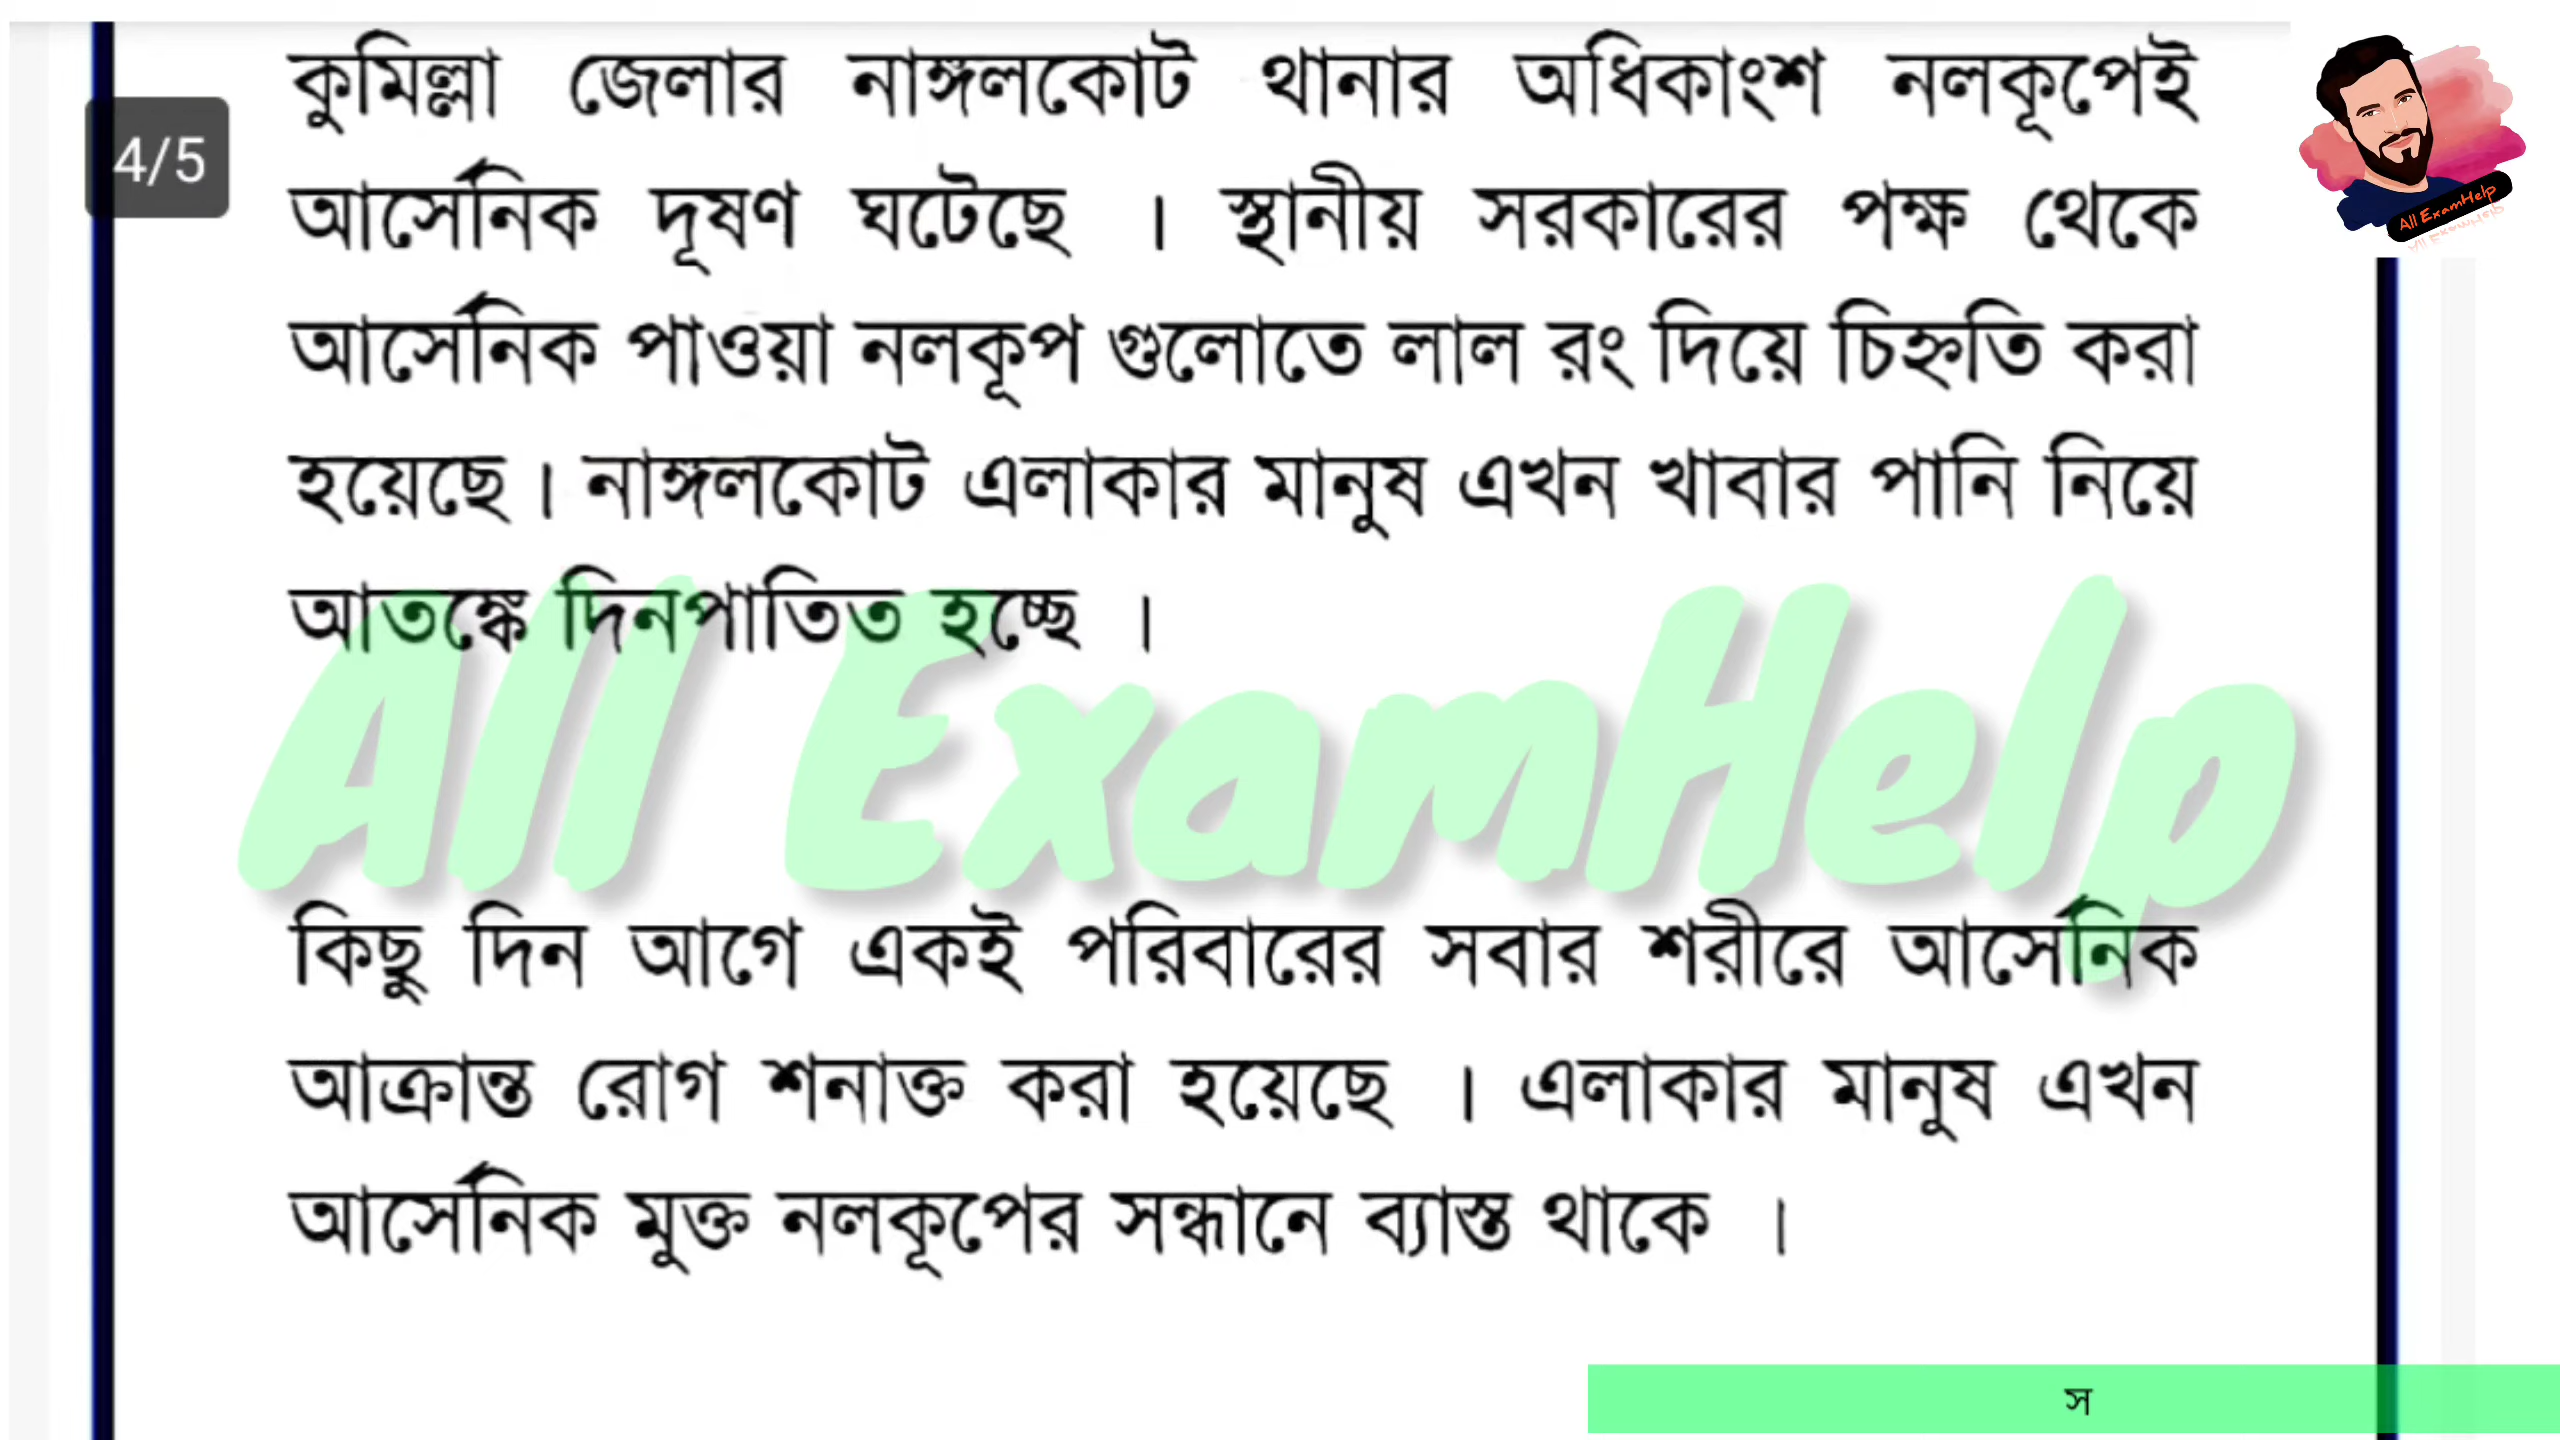 কুমিল্লা জেলার নাঙ্গলকোট থানার অধিকাংশ নলকূপেই
4/5
আর্সেনিক দূষণ ঘটেছে ।  স্থানীয় সরকারের পক্ষ থেকে
আর্সেনিক পাওয়া নলকূপ গুলোতে লাল রং দিয়ে চিহ্নতি করা
হয়েছে । নাঙ্গলকোট এলাকার মানুষ এখন খাবার পানি নিয়ে
আতঙ্কে দিনপাতিত হচ্ছে ।
All ExamHelp
কিছু দিন আগে একই পরিবারের সবার শরীরে আর্সেনিক
আক্রান্ত রোগ শনাক্ত করা হয়েছে । এলাকার মানুষ এখন
আর্সেনিক মুক্ত নলকূপের সন্ধানে ব্যাস্ত থাকে ।
All ExamHelp
স